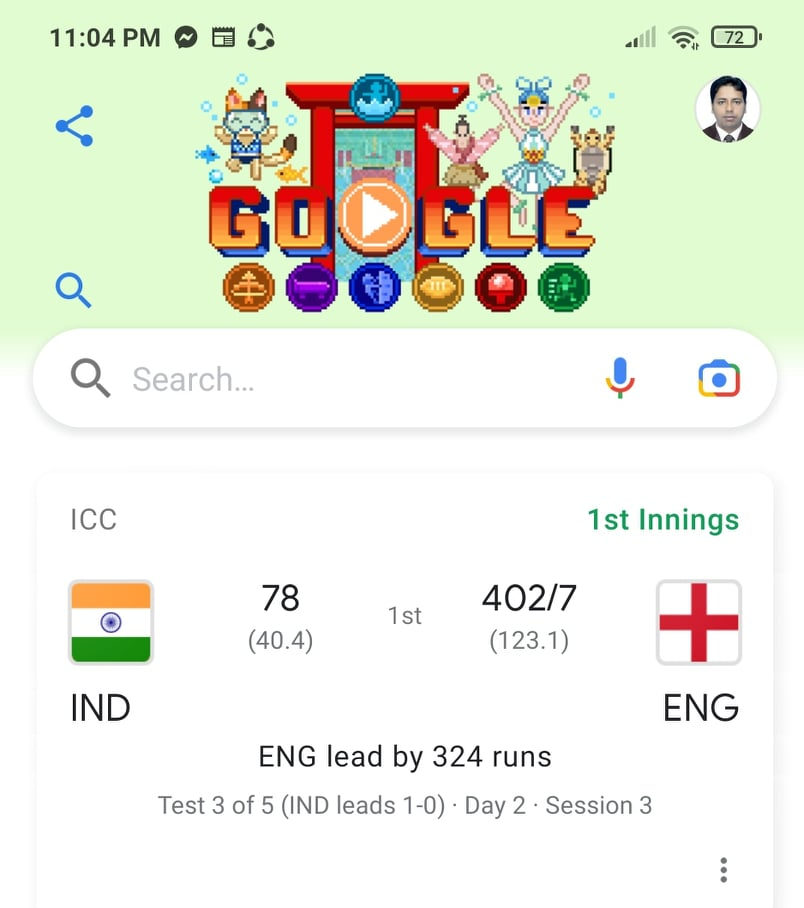 11:04 PM
72
GOOGLE
Search...
ICC
1st Innings
78
1st
402/7
(40.4)
(123.1)
IND
ENG
ENG lead by 324 runs
Test 3 of 5 (IND leads 1-0) · Day 2 · Session 3